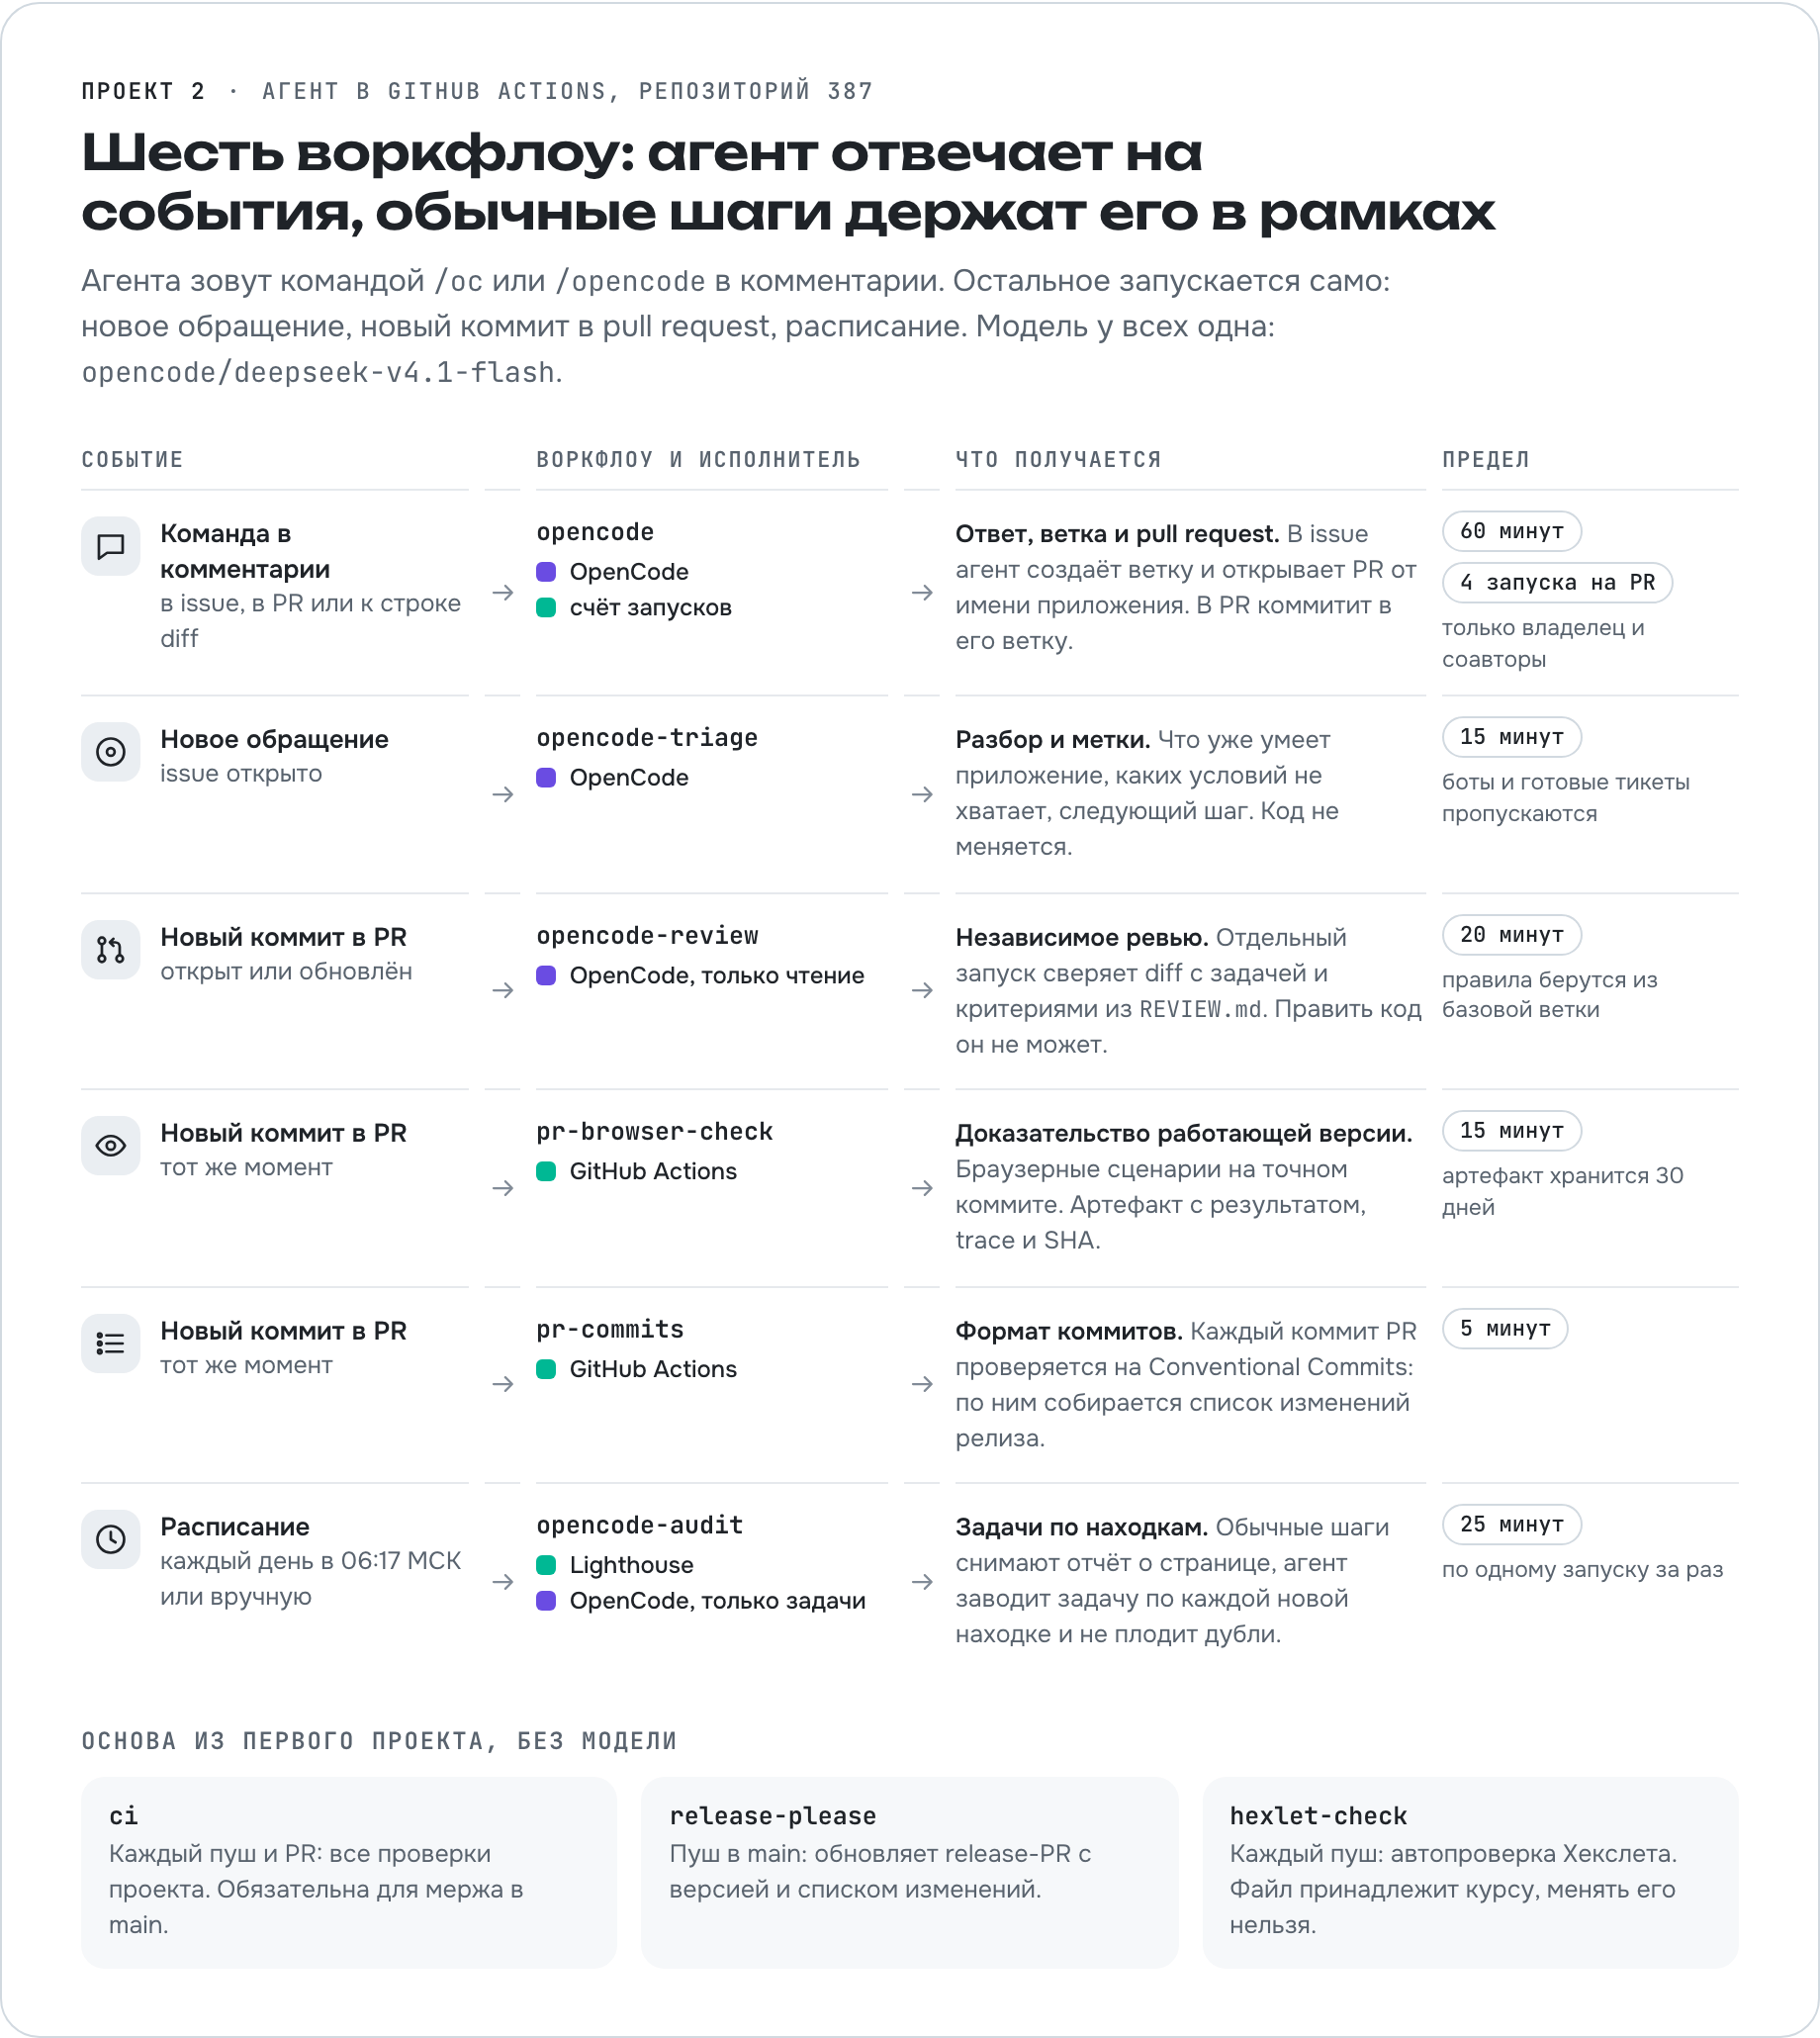 ПРОЕКТ 2 · АГЕНТ В GITHUB ACTIONS, РЕПОЗИТОРИЙ 387
Шесть воркфлоу: агент отвечает на
события, обычные шаги держат его в рамках
Агента зовут командой /oc или /opencode в комментарии. Остальное запускается само:
новое обращение, новый коммит в pull request, расписание. Модель у всех одна:
opencode/deepseek-v4.1-flash.
СОБЫТИЕ
ВОРКФЛОУ И ИСПОЛНИТЕЛЬ
ЧТО ПОЛУЧАЕТСЯ
ПРЕДЕЛ
Команда в
комментарии
в issue, в PR или к строке
diff
→
opencode
OpenCode
счёт запусков
→
Ответ, ветка и pull request. В issue
агент создаёт ветку и открывает PR от
имени приложения. В PR коммитит в
его ветку.
60 минут
4 запуска на PR
только владелец и
соавторы
Новое обращение
issue открыто
→
opencode-triage
OpenCode
→
Разбор и метки. Что уже умеет
приложение, каких условий не
хватает, следующий шаг. Код не
меняется.
15 минут
боты и готовые тикеты
пропускаются
Новый коммит в PR
открыт или обновлён
→
opencode-review
OpenCode, только чтение
→
Независимое ревью. Отдельный
запуск сверяет diff с задачей и
критериями из REVIEW.md. Править код
он не может.
20 минут
правила берутся из
базовой ветки
Новый коммит в PR
тот же момент
→
pr-browser-check
GitHub Actions
→
Доказательство работающей версии.
Браузерные сценарии на точном
коммите. Артефакт с результатом,
trace и SHA.
15 минут
артефакт хранится 30
дней
Новый коммит в PR
тот же момент
→
pr-commits
GitHub Actions
→
Формат коммитов. Каждый коммит PR
проверяется на Conventional Commits:
по ним собирается список изменений
релиза.
5 минут
Расписание
каждый день в 06:17 МСК
или вручную
→
opencode-audit
Lighthouse
OpenCode, только задачи
→
Задачи по находкам. Обычные шаги
снимают отчёт о странице, агент
заводит задачу по каждой новой
находке и не плодит дубли.
25 минут
по одному запуску за раз
ОСНОВА ИЗ ПЕРВОГО ПРОЕКТА, БЕЗ МОДЕЛИ
ci
Каждый пуш и PR: все проверки
проекта. Обязательна для мержа в
main.
release-please
Пуш в main: обновляет release-PR с
версией и списком изменений.
hexlet-check
Каждый пуш: автопроверка Хекслета.
Файл принадлежит курсу, менять его
нельзя.